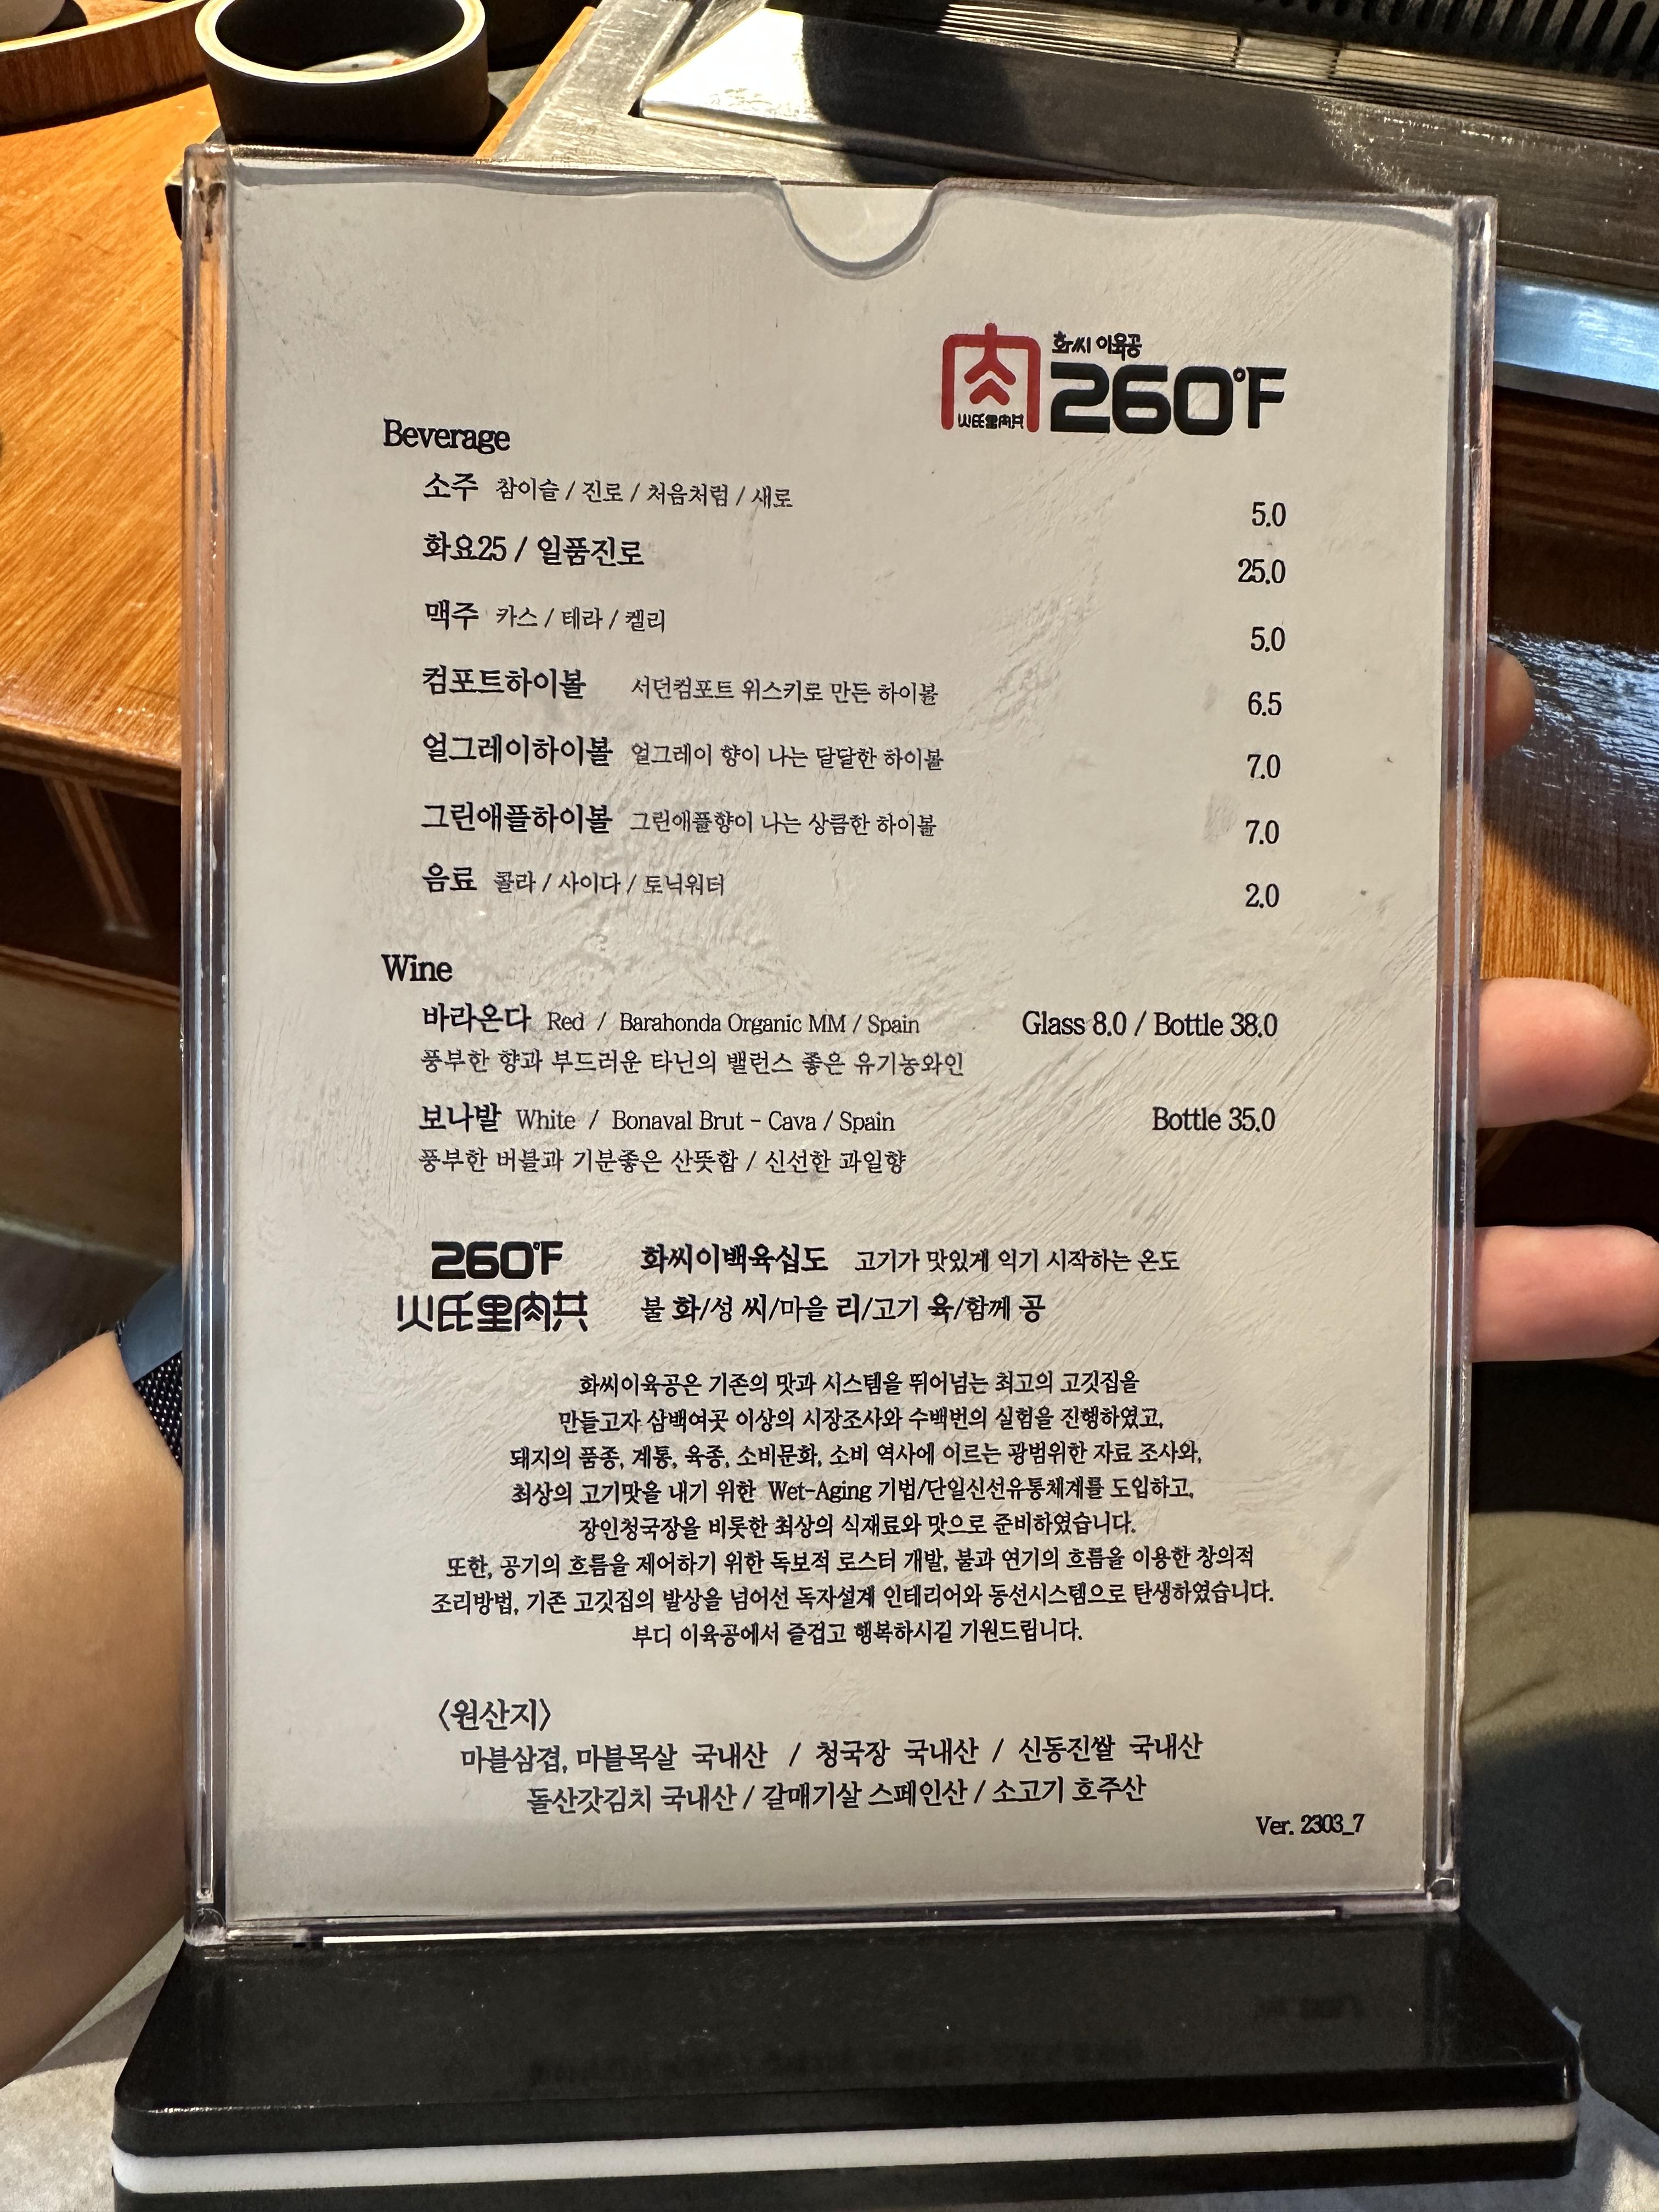 화씨 이육공
肉 260°F
火氏里肉共
Beverage
소주 참이슬 / 진로 / 처음처럼 / 새로 5.0
화요25 / 일품진로 25.0
맥주 카스 / 테라 / 켈리 5.0
컴포트하이볼 서던컴포트 위스키로 만든 하이볼 6.5
얼그레이하이볼 얼그레이 향이 나는 달달한 하이볼 7.0
그린애플하이볼 그린애플향이 나는 상큼한 하이볼 7.0
음료 콜라 / 사이다 / 토닉워터 2.0
Wine
바라온다 Red / Barahonda Organic MM / Spain Glass 8.0 / Bottle 38.0
풍부한 향과 부드러운 타닌의 밸런스 좋은 유기농와인
보나발 White / Bonaval Brut - Cava / Spain Bottle 35.0
풍부한 버블과 기분좋은 산뜻함 / 신선한 과일향
260°F 화씨이백육십도 고기가 맛있게 익기 시작하는 온도
火氏里肉共 불 화/성 씨/마을 리/고기 육/함께 공
화씨이육공은 기존의 맛과 시스템을 뛰어넘는 최고의 고깃집을
만들고자 삼백여곳 이상의 시장조사와 수백번의 실험을 진행하였고,
돼지의 품종, 계통, 육종, 소비문화, 소비 역사에 이르는 광범위한 자료 조사와,
최상의 고기맛을 내기 위한 Wet-Aging 기법/단일신선유통체계를 도입하고,
장인청국장을 비롯한 최상의 식재료와 맛으로 준비하였습니다.
또한, 공기의 흐름을 제어하기 위한 독보적 로스터 개발, 불과 연기의 흐름을 이용한 창의적
조리방법, 기존 고깃집의 발상을 넘어선 독자설계 인테리어와 동선시스템으로 탄생하였습니다.
부디 이육공에서 즐겁고 행복하시길 기원드립니다.
〈원산지〉
마블삼겹, 마블목살 국내산 / 청국장 국내산 / 신동진쌀 국내산
돌산갓김치 국내산 / 갈매기살 스페인산 / 소고기 호주산
Ver. 2303_7